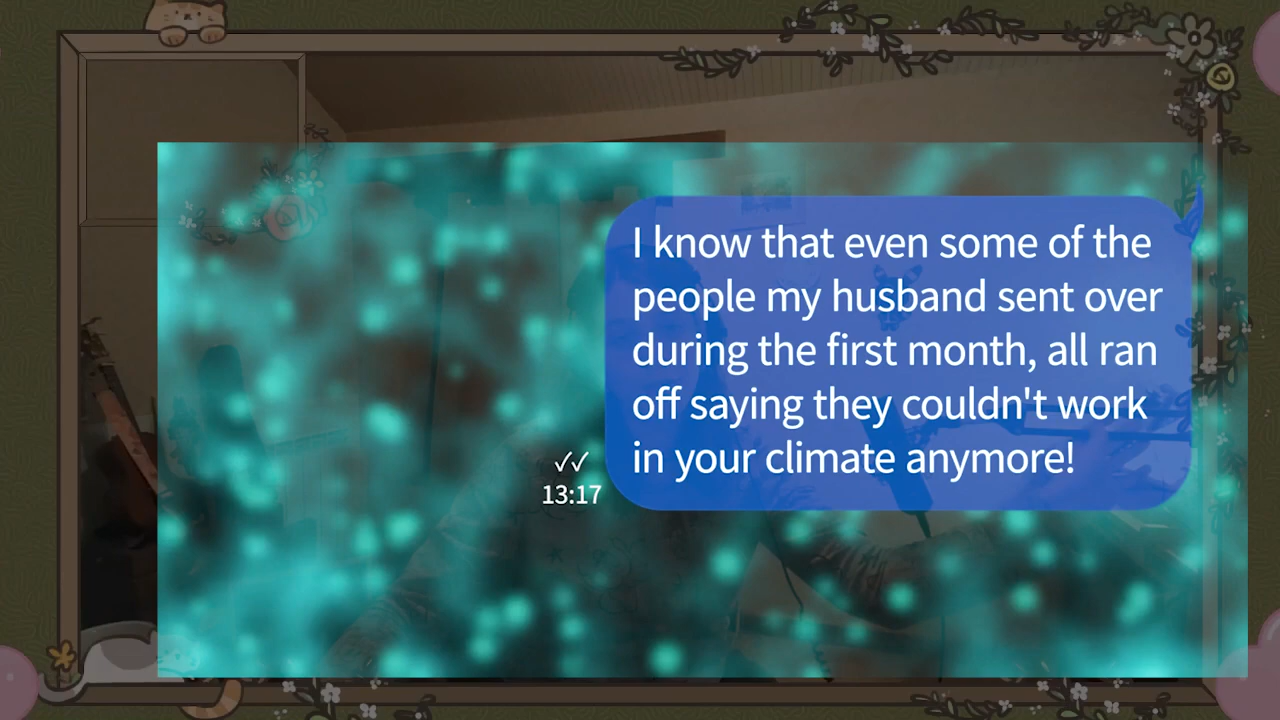 I know that even some of the
people my husband sent over
during the first month, all ran
off saying they couldn't work
in your climate anymore!
✓✓
13:17